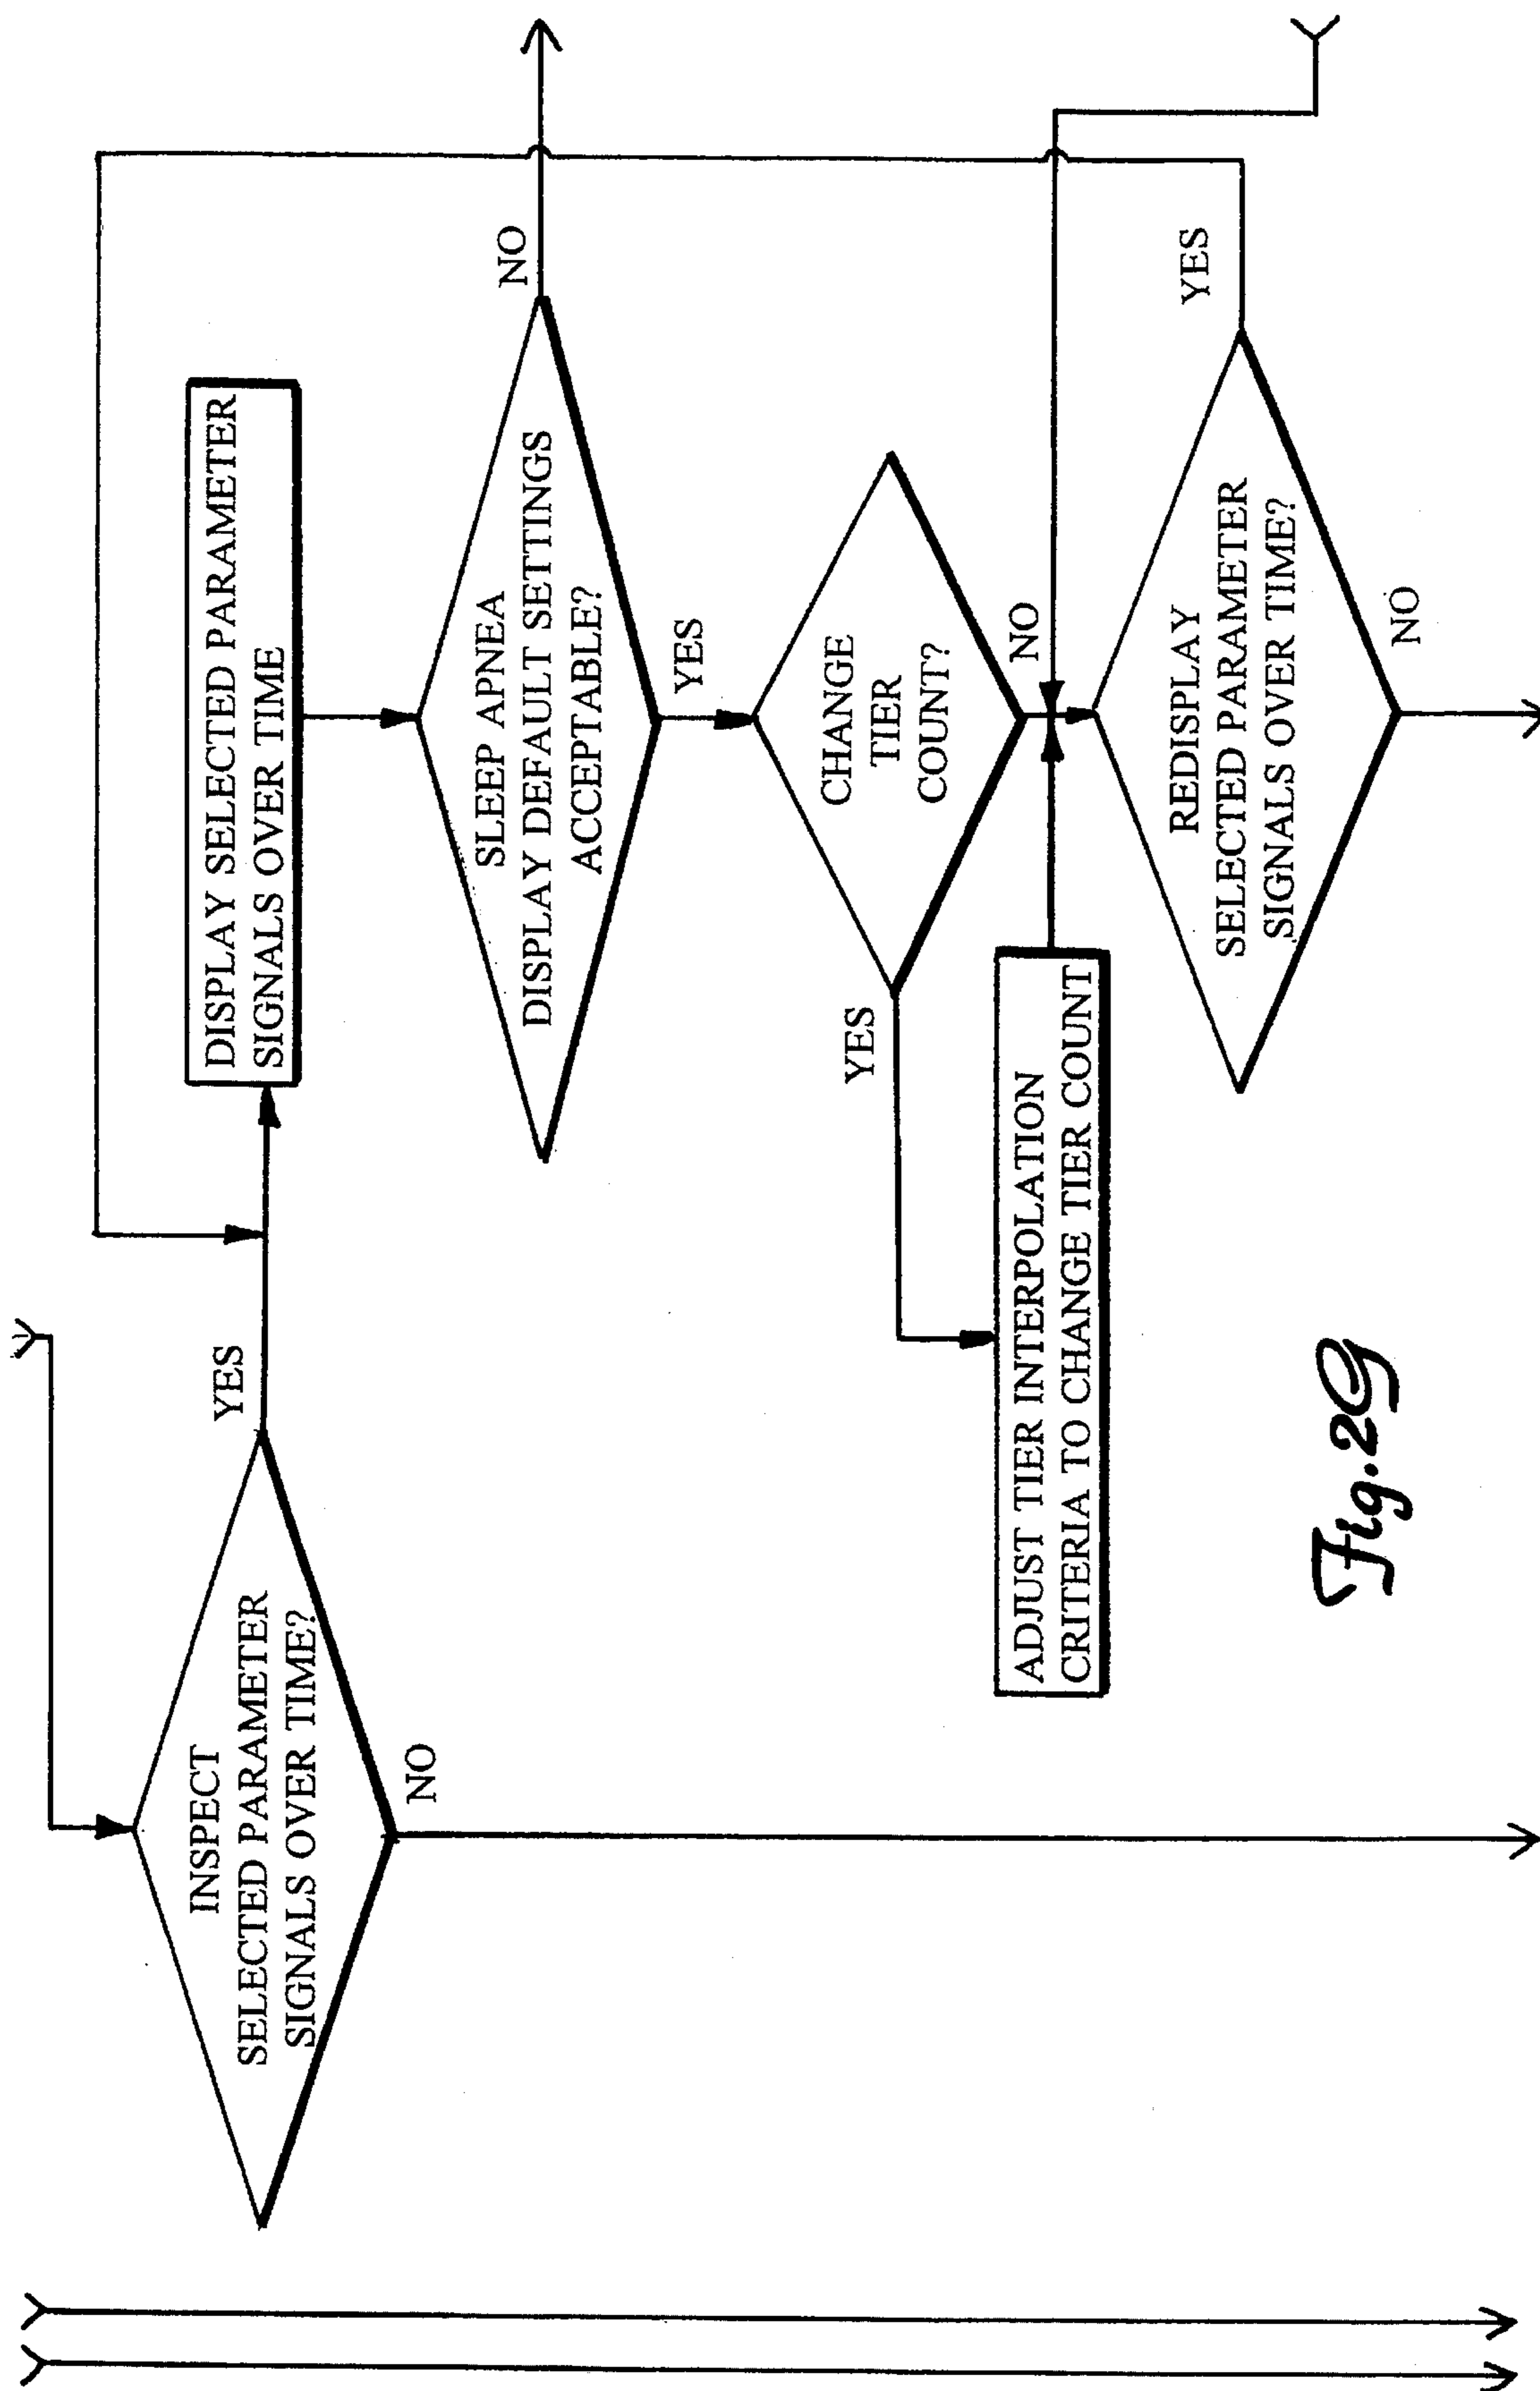 INSPECT
SELECTED PARAMETER
SIGNALS OVER TIME?
YES
NO
DISPLAY SELECTED PARAMETER
SIGNALS OVER TIME
SLEEP APNEA
DISPLAY DEFAULT SETTINGS
ACCEPTABLE?
NO
YES
CHANGE
TIER
COUNT?
YES
NO
ADJUST TIER INTERPOLATION
CRITERIA TO CHANGE TIER COUNT
REDISPLAY
SELECTED PARAMETER
SIGNALS OVER TIME?
YES
NO
Fig. 2G